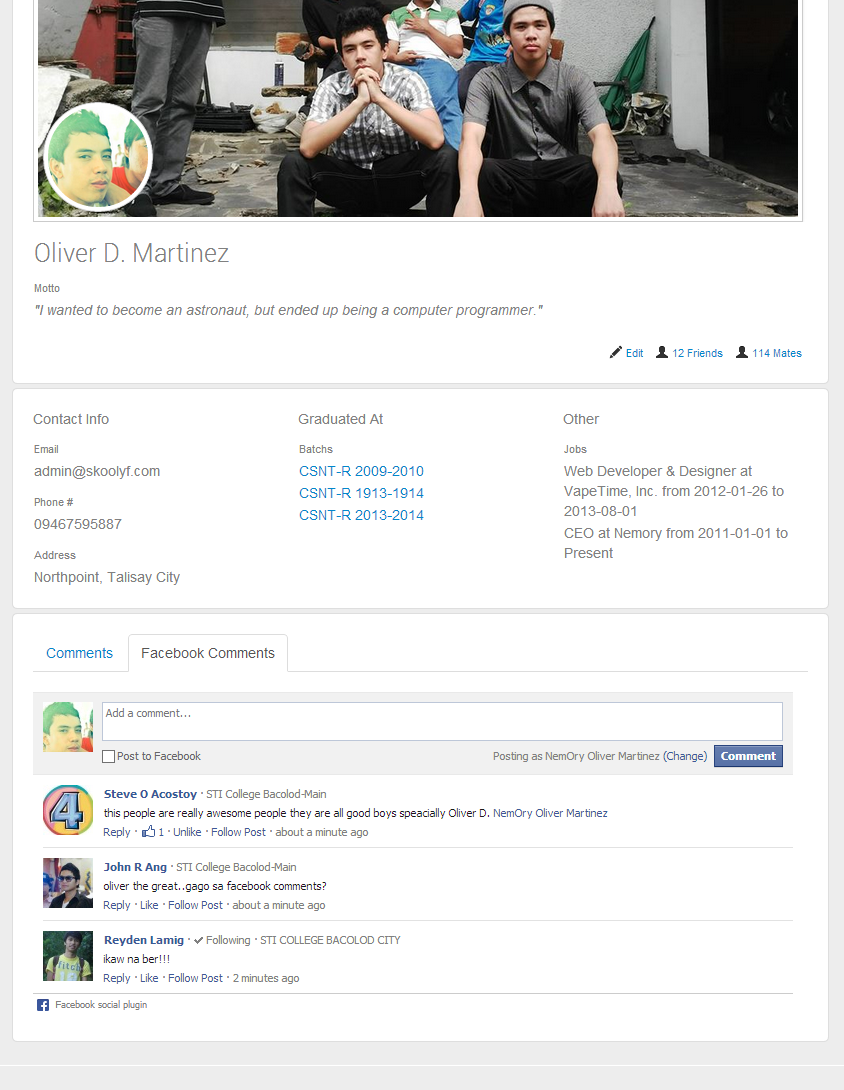 Oliver D. Martinez
Motto
"I wanted to become an astronaut, but ended up being a computer programmer."
Edit 12 Friends 114 Mates
Contact Info
Email
admin@skoolyf.com
Phone #
09467595887
Address
Northpoint, Talisay City
Graduated At
Batchs
CSNT-R 2009-2010
CSNT-R 1913-1914
CSNT-R 2013-2014
Other
Jobs
Web Developer & Designer at
VapeTime, Inc. from 2012-01-26 to
2013-08-01
CEO at Nemory from 2011-01-01 to
Present
Comments Facebook Comments
Add a comment...
Post to Facebook Posting as NemOry Oliver Martinez (Change) Comment
4
Steve O Acostoy · STI College Bacolod-Main
this people are really awesome people they are all good boys speacially Oliver D. NemOry Oliver Martinez
Reply · 1 · Unlike · Follow Post · about a minute ago
John R Ang · STI College Bacolod-Main
oliver the great..gago sa facebook comments?
Reply · Like · Follow Post · about a minute ago
Reyden Lamig · ✓ Following · STI COLLEGE BACOLOD CITY
ikaw na ber!!!
Reply · Like · Follow Post · 2 minutes ago
Facebook social plugin